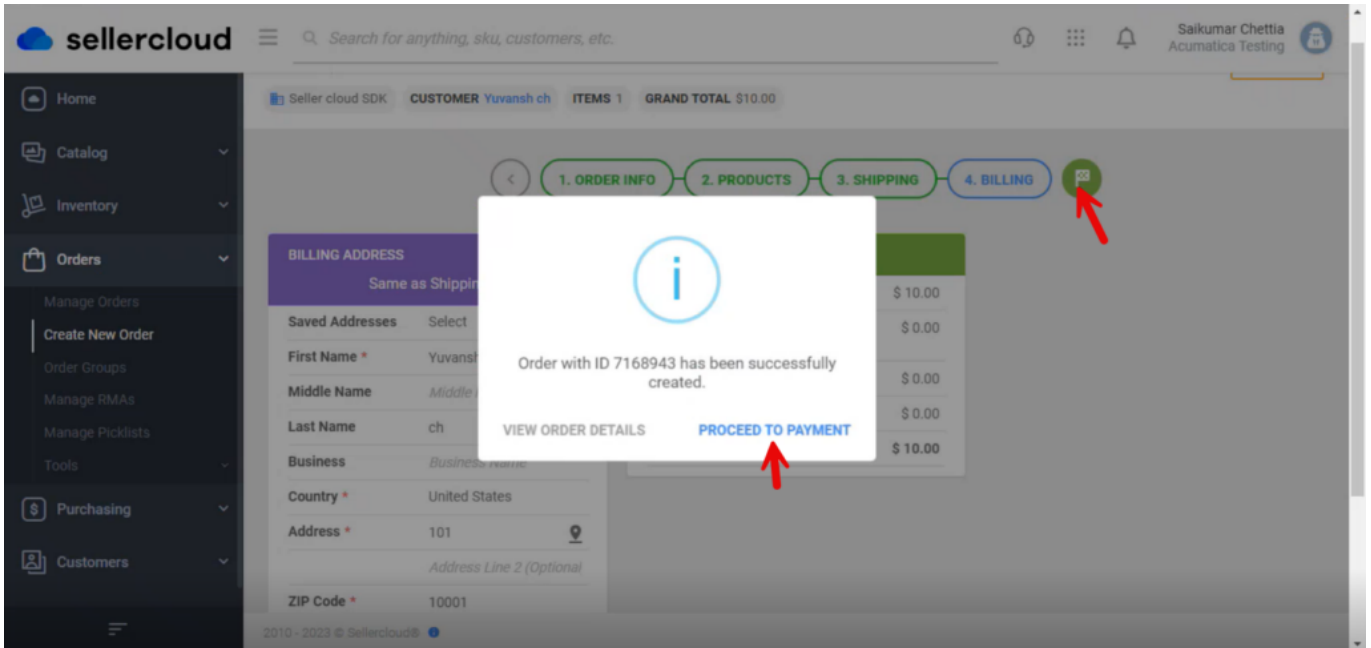 sellercloud
Search for anything, sku, customers, etc.
Saikumar Chettia
Acumatica Testing
Home
Catalog
Inventory
Orders
Manage Orders
Create New Order
Order Groups
Manage RMAs
Manage Picklists
Tools
Purchasing
Customers
Seller cloud SDK CUSTOMER Yuvansh ch ITEMS 1 GRAND TOTAL $10.00
1. ORDER INFO 2. PRODUCTS 3. SHIPPING 4. BILLING
BILLING ADDRESS
Same as Shippin
Saved Addresses Select
First Name * Yuvansh
Middle Name Middle
Last Name ch
Business Business Name
Country * United States
Address * 101
Address Line 2 (Optional
ZIP Code * 10001
$ 10.00
$ 0.00
$ 0.00
$ 0.00
$ 10.00
i
Order with ID 7168943 has been successfully
created.
VIEW ORDER DETAILS PROCEED TO PAYMENT
2010 - 2023 © Sellercloud®